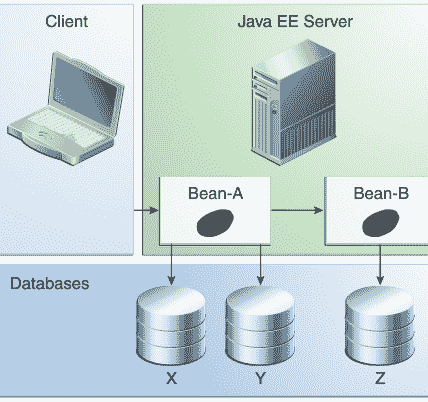 Client
Java EE Server
Bean-A
Bean-B
Databases
X
Y
Z